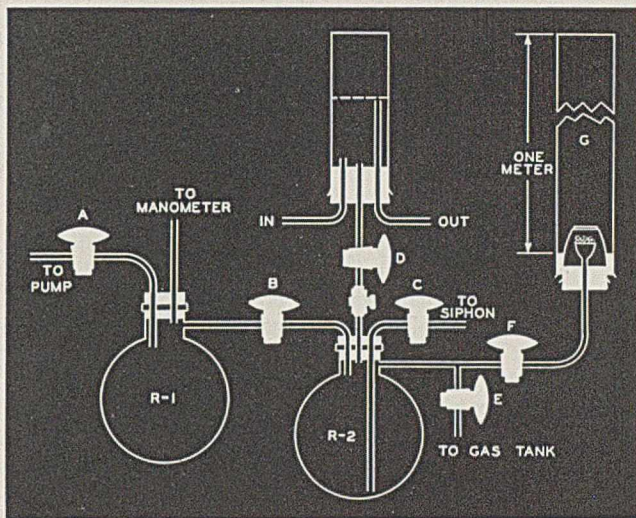 A
TO
MANOMETER
TO
PUMP
R-1
B
IN
OUT
D
C
TO
SIPHON
R-2
E
TO GAS TANK
F
ONE
METER
G